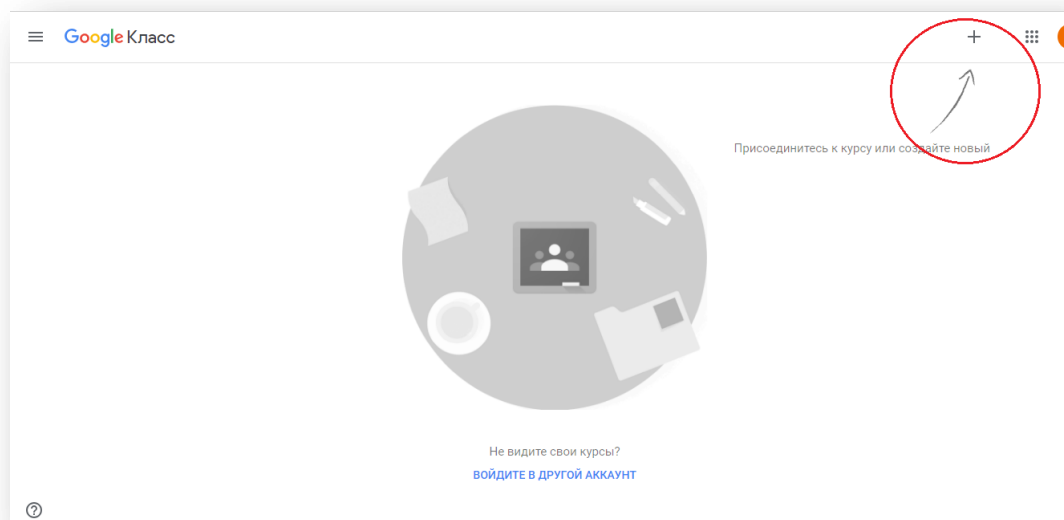 Google Класс
Присоединитесь к курсу или создайте новый
Не видите свои курсы?
ВОЙДИТЕ В ДРУГОЙ АККАУНТ